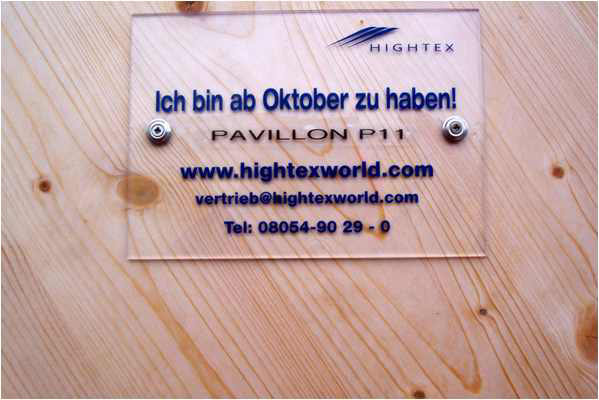 HIGHTEX
Ich bin ab Oktober zu haben!
PAVILLON P11
www.hightexworld.com
vertrieb@hightexworld.com
Tel: 08054-90 29 - 0